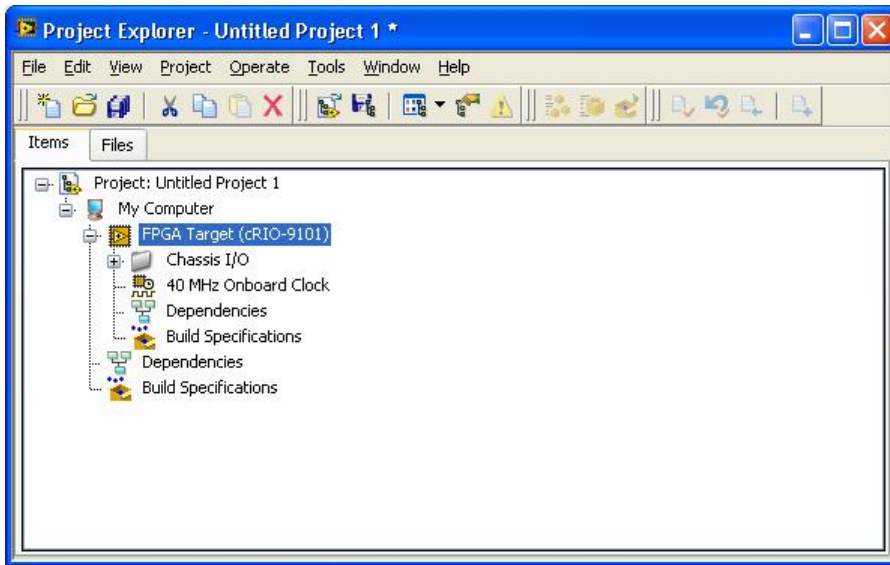 Project Explorer - Untitled Project 1 *
File Edit View Project Operate Tools Window Help
Items Files
Project: Untitled Project 1
My Computer
FPGA Target (cRIO-9101)
Chassis I/O
40 MHz Onboard Clock
Dependencies
Build Specifications
Dependencies
Build Specifications